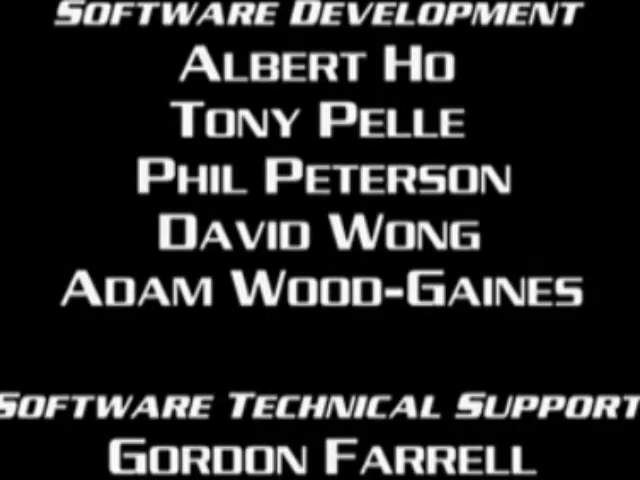 SOFTWARE DEVELOPMENT
ALBERT HO
TONY PELLE
PHIL PETERSON
DAVID WONG
ADAM WOOD-GAINES
SOFTWARE TECHNICAL SUPPORT
GORDON FARRELL